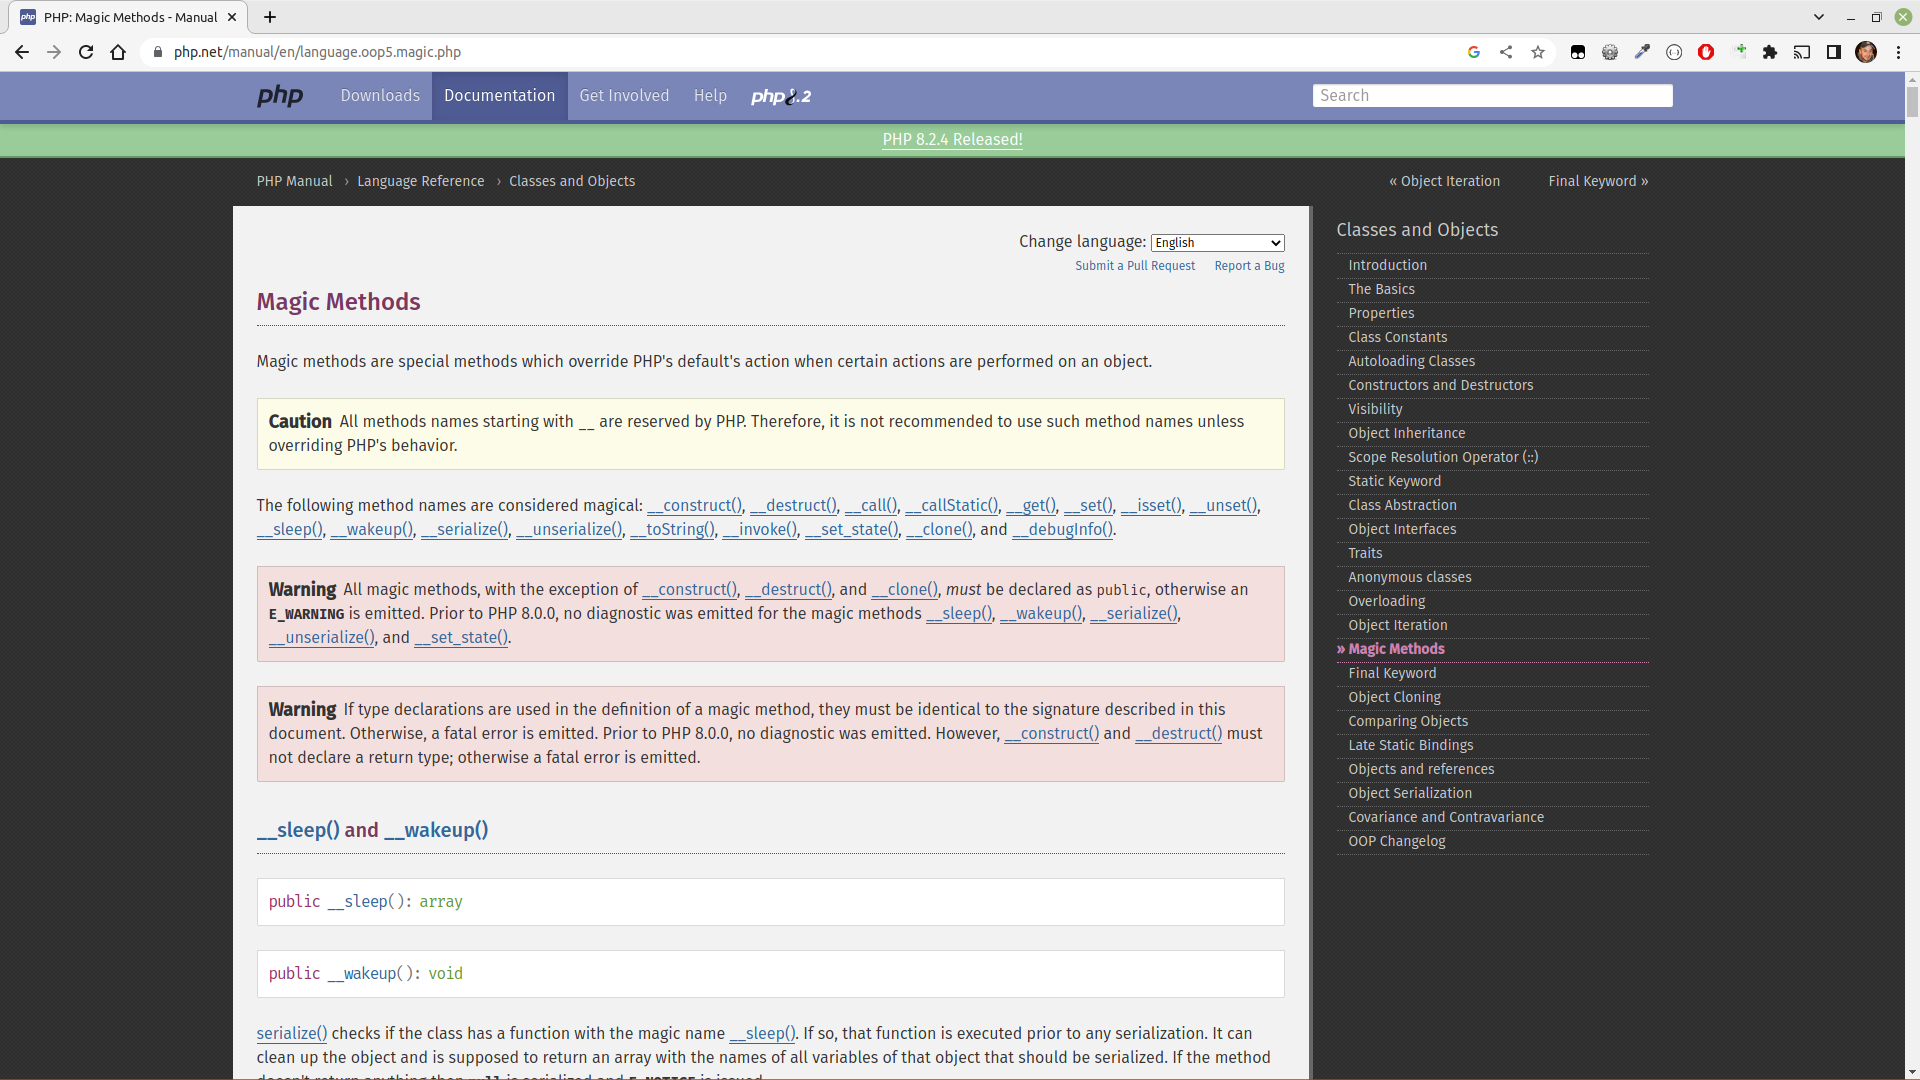 PHP: Magic Methods - Manual
php.net/manual/en/language.oop5.magic.php
php Downloads Documentation Get Involved Help php8.2 Search
PHP 8.2.4 Released!
PHP Manual › Language Reference › Classes and Objects « Object Iteration Final Keyword »
Change language: English
Submit a Pull Request Report a Bug
Magic Methods
Magic methods are special methods which override PHP's default's action when certain actions are performed on an object.
Caution All methods names starting with __ are reserved by PHP. Therefore, it is not recommended to use such method names unless
overriding PHP's behavior.
The following method names are considered magical: __construct(), __destruct(), __call(), __callStatic(), __get(), __set(), __isset(), __unset(),
__sleep(), __wakeup(), __serialize(), __unserialize(), __toString(), __invoke(), __set_state(), __clone(), and __debugInfo().
Warning All magic methods, with the exception of __construct(), __destruct(), and __clone(), must be declared as public, otherwise an
E_WARNING is emitted. Prior to PHP 8.0.0, no diagnostic was emitted for the magic methods __sleep(), __wakeup(), __serialize(),
__unserialize(), and __set_state().
Warning If type declarations are used in the definition of a magic method, they must be identical to the signature described in this
document. Otherwise, a fatal error is emitted. Prior to PHP 8.0.0, no diagnostic was emitted. However, __construct() and __destruct() must
not declare a return type; otherwise a fatal error is emitted.
__sleep() and __wakeup()
public __sleep(): array
public __wakeup(): void
serialize() checks if the class has a function with the magic name __sleep(). If so, that function is executed prior to any serialization. It can
clean up the object and is supposed to return an array with the names of all variables of that object that should be serialized. If the method
doesn't return anything then null is serialized and E_NOTICE is issued.
Classes and Objects
Introduction
The Basics
Properties
Class Constants
Autoloading Classes
Constructors and Destructors
Visibility
Object Inheritance
Scope Resolution Operator (::)
Static Keyword
Class Abstraction
Object Interfaces
Traits
Anonymous classes
Overloading
Object Iteration
» Magic Methods
Final Keyword
Object Cloning
Comparing Objects
Late Static Bindings
Objects and references
Object Serialization
Covariance and Contravariance
OOP Changelog